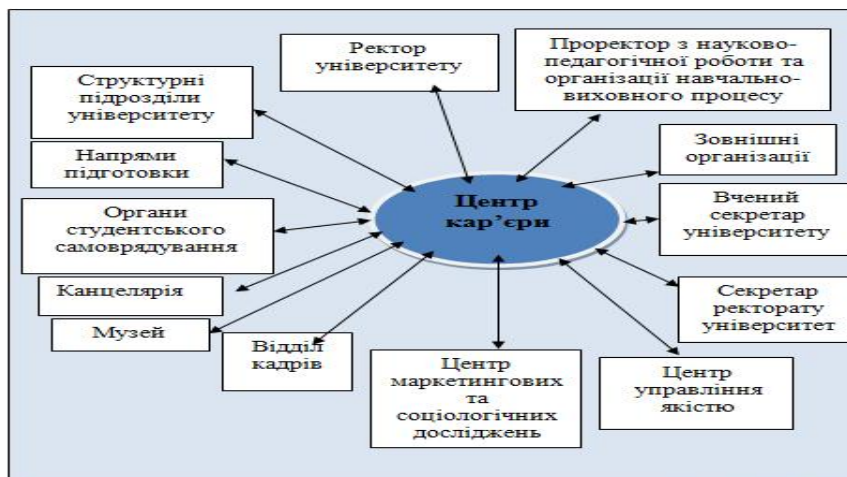 Ректор
університету
Проректор з науково-
педагогічної роботи та
організації навчально-
виховного процесу
Структурні
підрозділи
університету
Зовнішні
організації
Напрями
підготовки
Центр
кар’єри
Вчений
секретар
університету
Органи
студентського
самоврядування
Канцелярія
Секретар
ректорату
університет
Музей
Відділ
кадрів
Центр
маркетингових
та
соціологічних
досліджень
Центр
управління
якістю